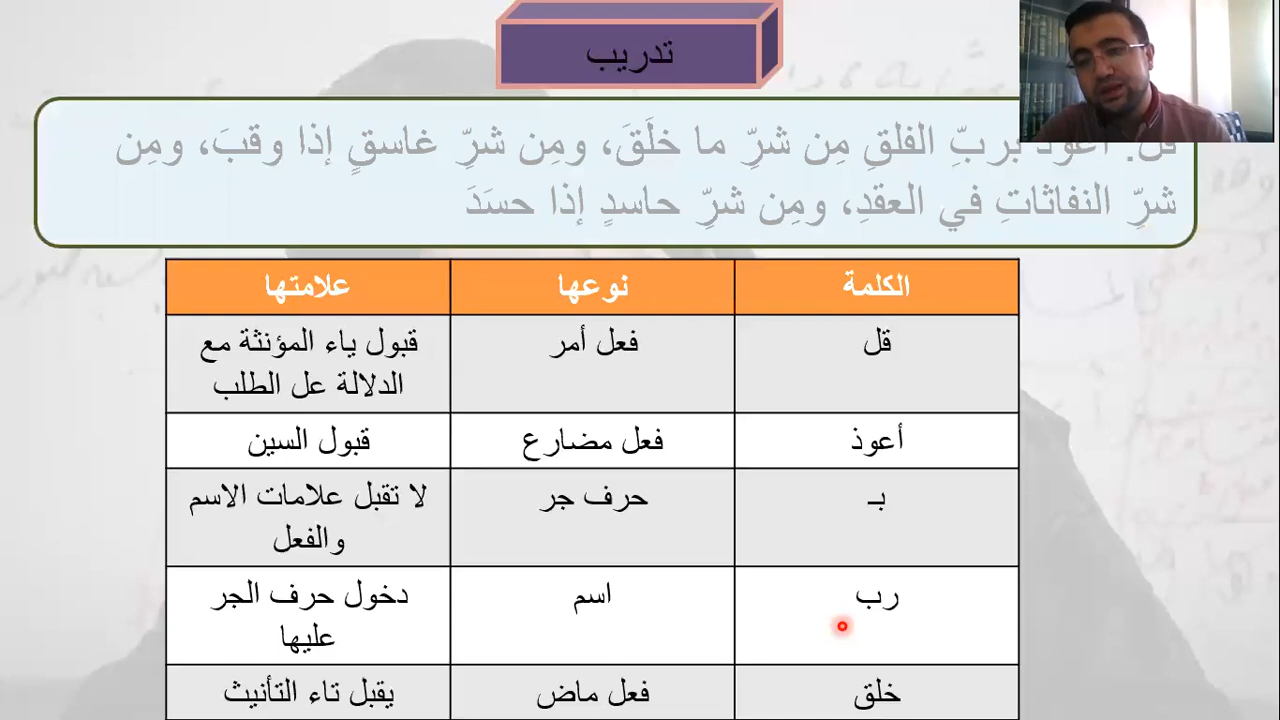 تدريب
قل: أعوذ بربِّ الفلقِ مِن شرِّ ما خلَقَ، ومِن شرِّ غاسقٍ إذا وقبَ، ومِن
شرِّ النفاثاتِ في العقدِ، ومِن شرِّ حاسدٍ إذا حسَدَ
الكلمة نوعها علامتها
قل فعل أمر قبول ياء المؤنثة مع
الدلالة عل الطلب
أعوذ فعل مضارع قبول السين
بـ حرف جر لا تقبل علامات الاسم
والفعل
رب اسم دخول حرف الجر
عليها
خلق فعل ماض يقبل تاء التأنيث